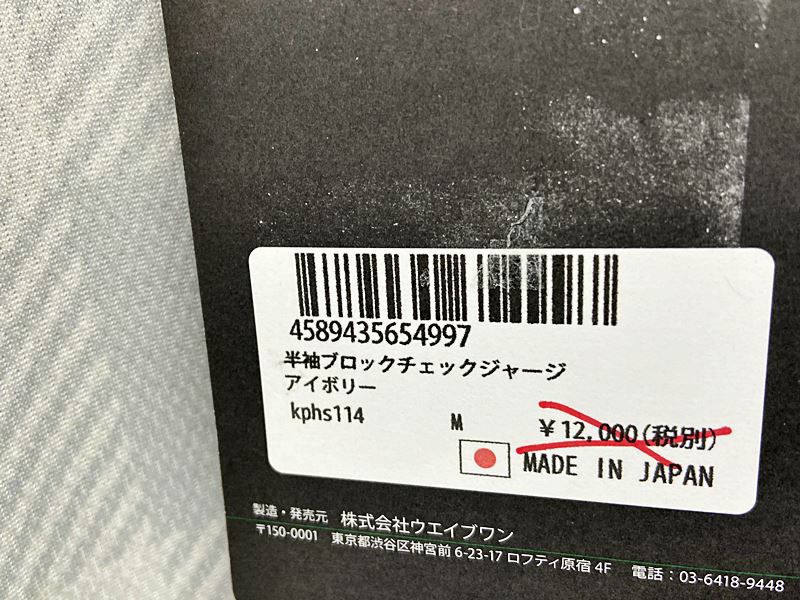 4589435654997
半袖ブロックチェックジャージ
アイボリー
kphs114
M
￥12,000(税別)
MADE IN JAPAN
製造・発売元 株式会社ウエイブワン
〒150-0001 東京都渋谷区神宮前 6-23-17 ロフティ原宿 4F 電話：03-6418-9448